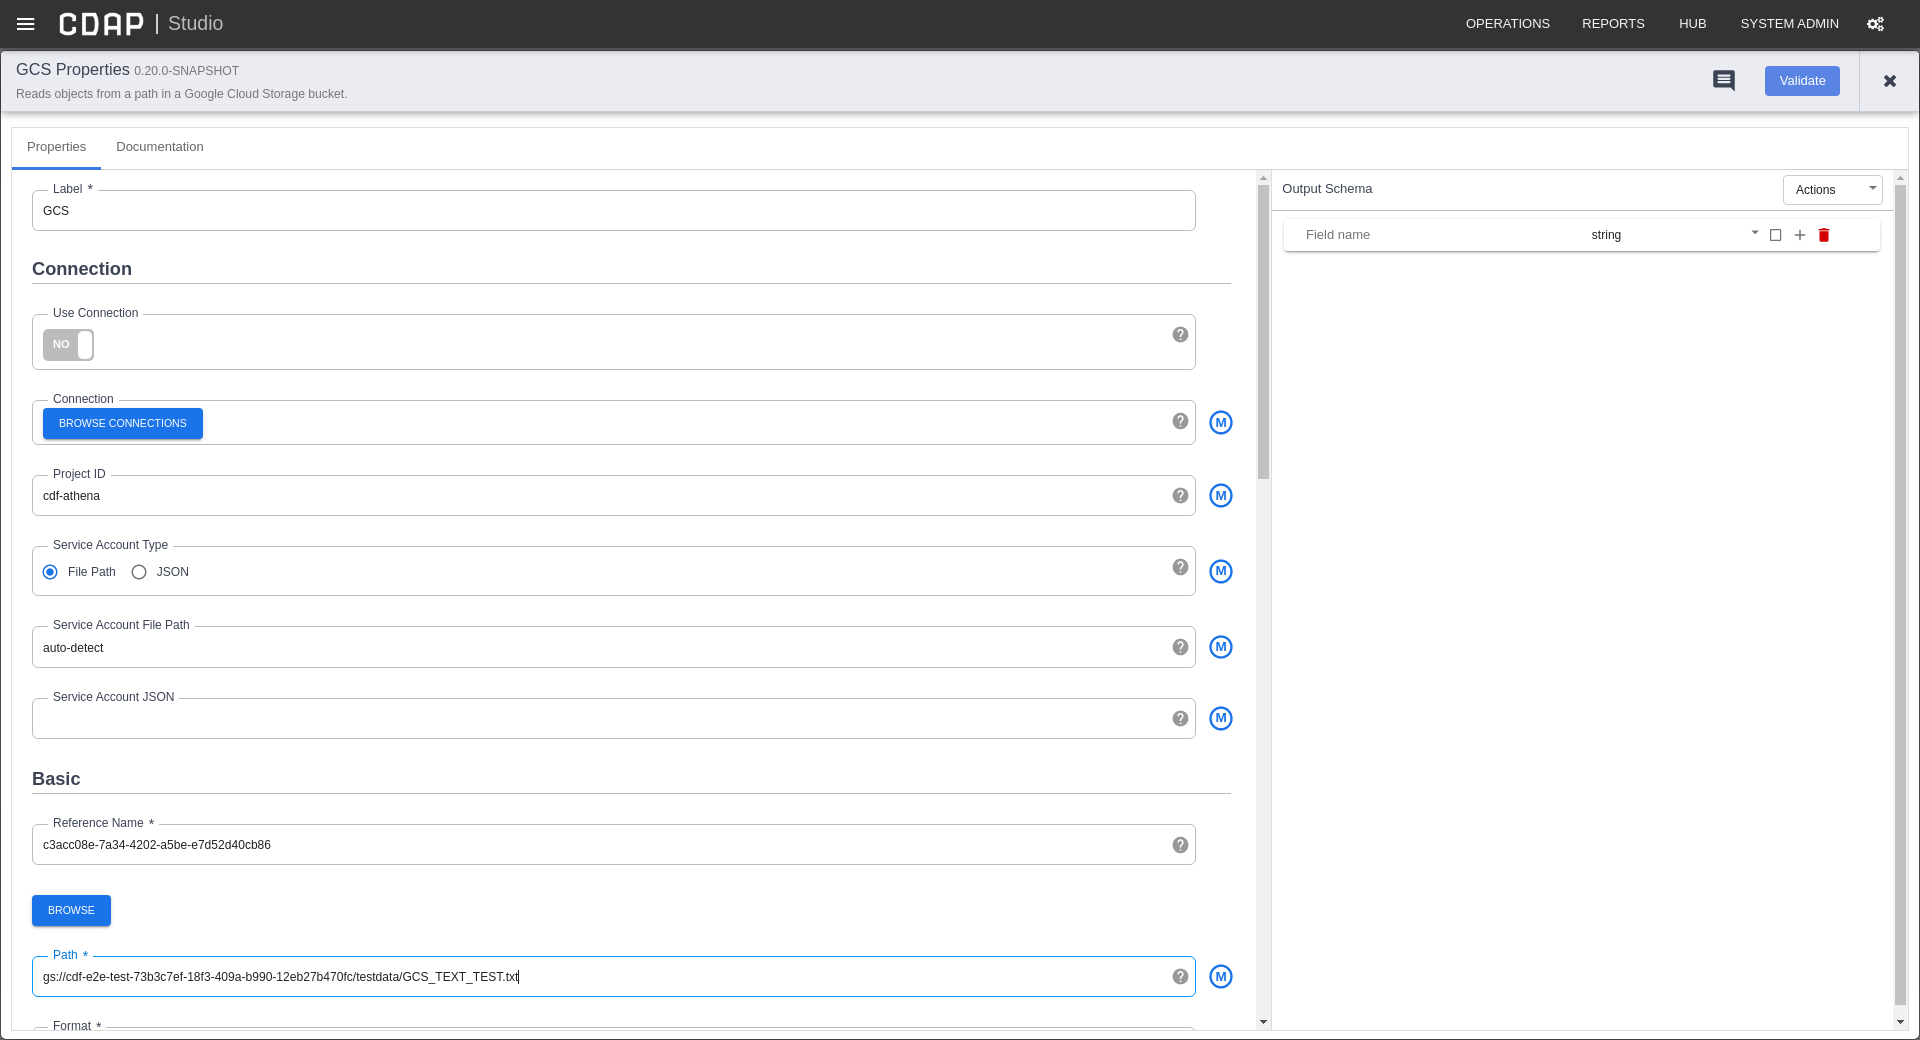 CDAP | Studio
OPERATIONS REPORTS HUB SYSTEM ADMIN
GCS Properties 0.20.0-SNAPSHOT
Reads objects from a path in a Google Cloud Storage bucket.
Validate
Properties Documentation
Label *
GCS
Connection
Use Connection
NO
Connection
BROWSE CONNECTIONS
M
Project ID
cdf-athena
M
Service Account Type
File Path JSON
M
Service Account File Path
auto-detect
M
Service Account JSON
M
Basic
Reference Name *
c3acc08e-7a34-4202-a5be-e7d52d40cb86
BROWSE
Path *
gs://cdf-e2e-test-73b3c7ef-18f3-409a-b990-12eb27b470fc/testdata/GCS_TEXT_TEST.txt
M
Format *
Output Schema
Actions
Field name string